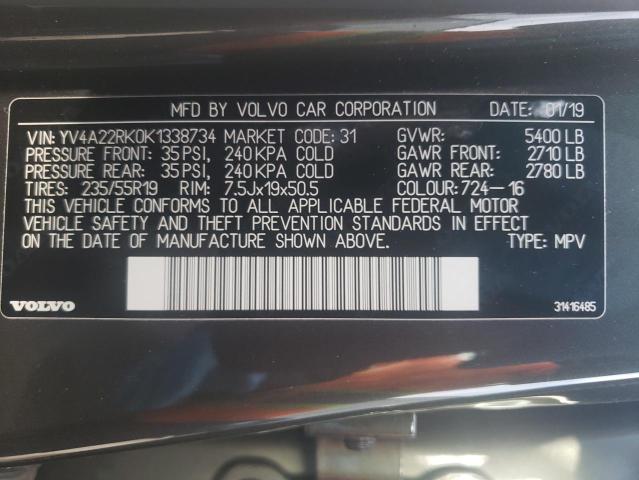 MFD BY VOLVO CAR CORPORATION DATE: 01/19
VIN: YV4A22RK0K1338734 MARKET CODE: 31 GVWR: 5400 LB
PRESSURE FRONT: 35 PSI, 240 KPA COLD GAWR FRONT: 2710 LB
PRESSURE REAR: 35 PSI, 240 KPA COLD GAWR REAR: 2780 LB
TIRES: 235/55R19 RIM: 7.5Jx19x50.5 COLOUR: 724-16
THIS VEHICLE CONFORMS TO ALL APPLICABLE FEDERAL MOTOR
VEHICLE SAFETY AND THEFT PREVENTION STANDARDS IN EFFECT
ON THE DATE OF MANUFACTURE SHOWN ABOVE. TYPE: MPV
VOLVO 31416485